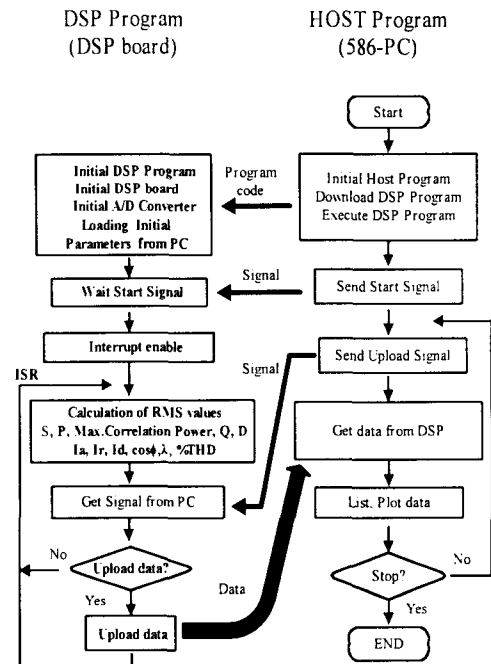 DSP Program
(DSP board)
HOST Program
(586-PC)
Start
Initial DSP Program
Initial DSP board
Initial A/D Converter
Loading Initial
Parameters from PC
Program
code
Initial Host Program
Download DSP Program
Execute DSP Program
Wait Start Signal
Signal
Send Start Signal
Interrupt enable
Signal
Send Upload Signal
ISR
Calculation of RMS values
S, P, Max.Correlation Power, Q, D
Ia, Ir, Id, cosϕ,λ, %THD
Get data from DSP
Get Signal from PC
List. Plot data
No
Upload data?
Yes
Data
Stop?
No
Yes
Upload data
END